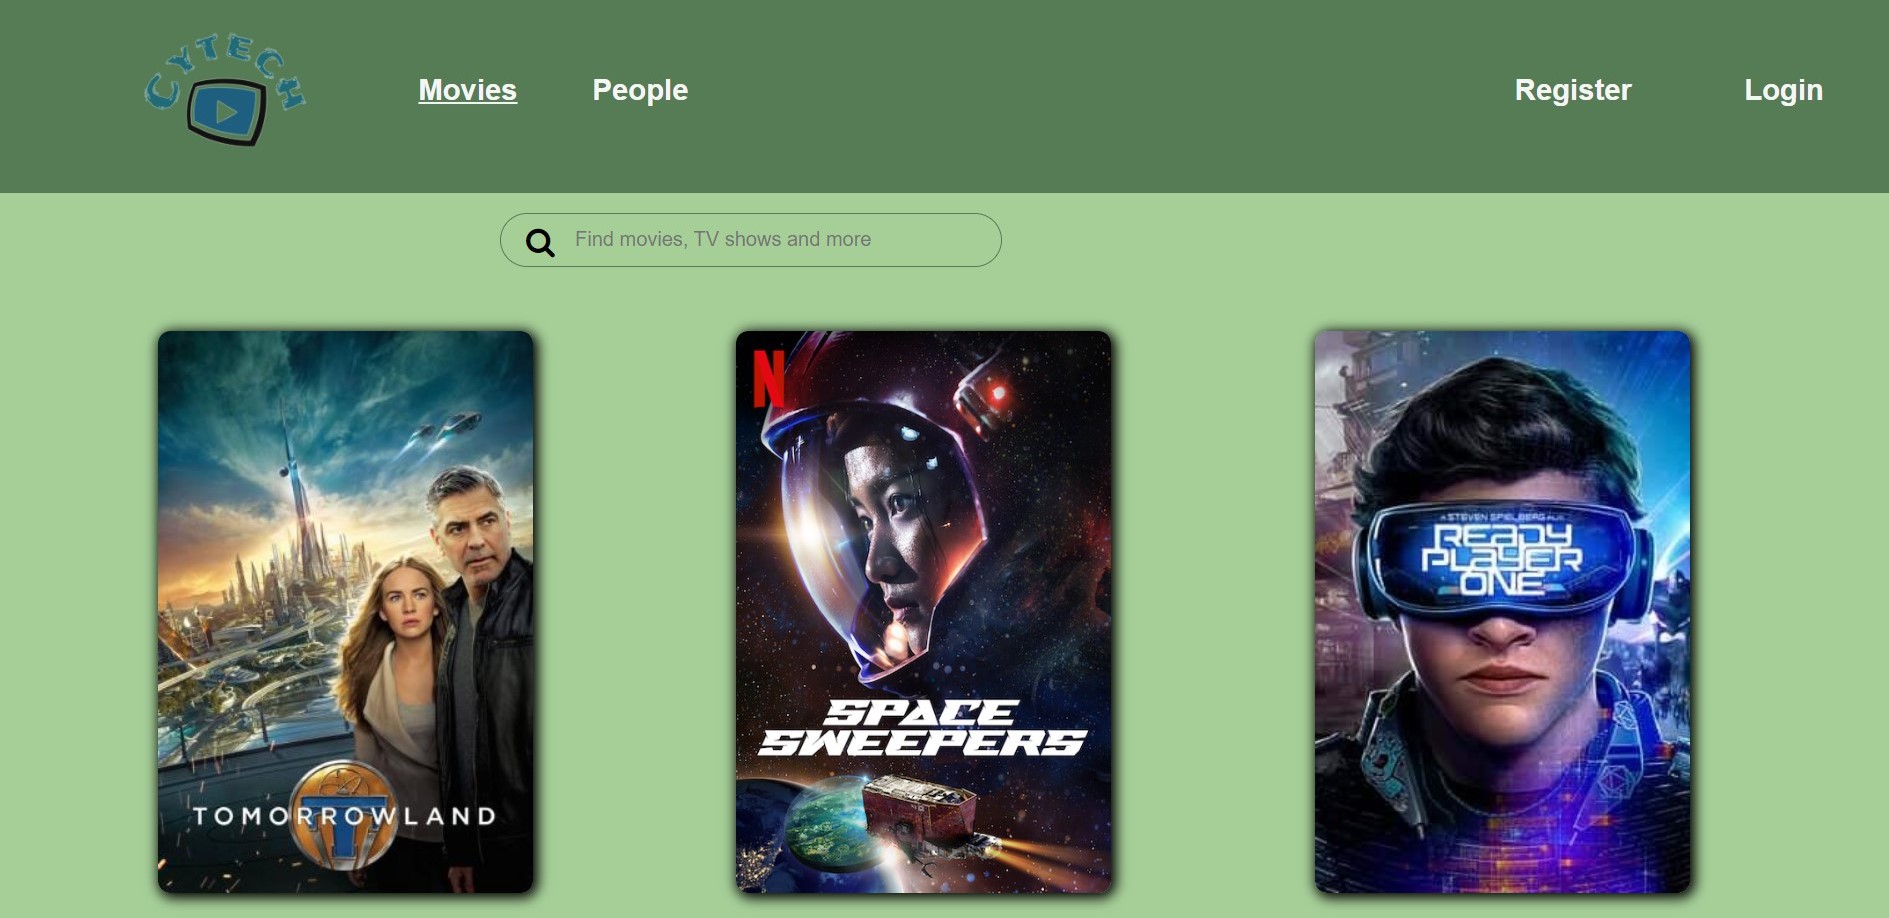 CYTECH
Movies
People
Register
Login
Find movies, TV shows and more
N
TOMORROWLAND
SPACE
SWEEPERS
A STEVEN SPIELBERG FILM
READY
PLAYER
ONE